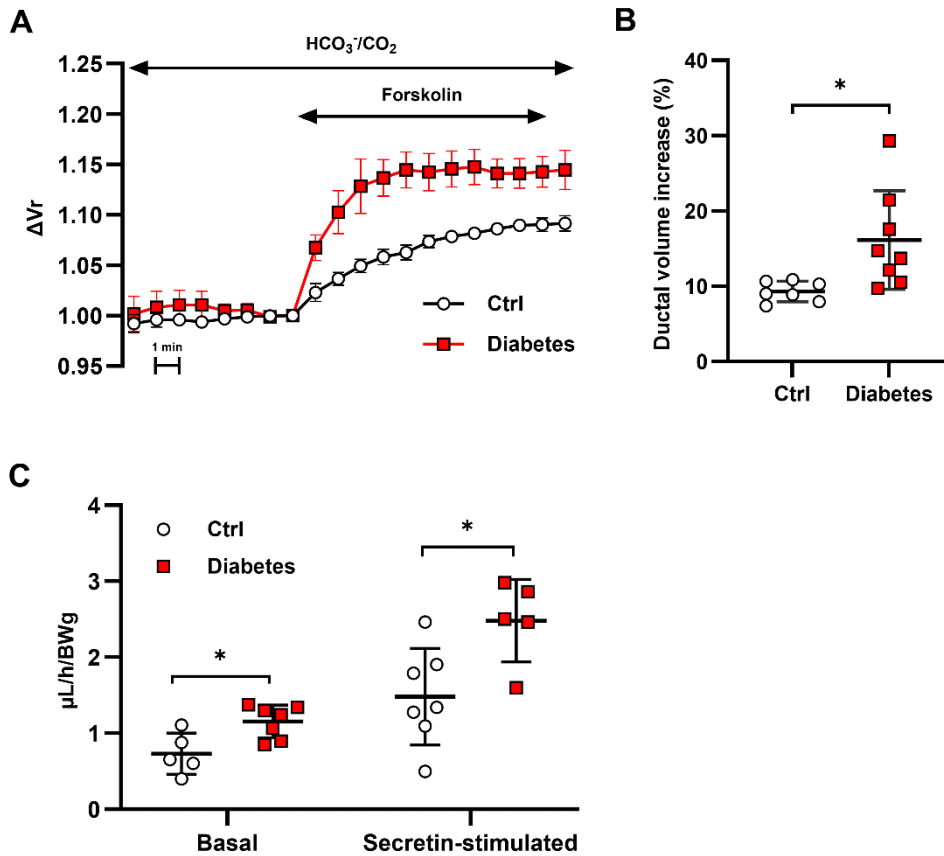 A
HCO₃⁻/CO₂
Forskolin
1.25
1.20
1.15
1.10
1.05
1.00
0.95
ΔVr
1 min
Ctrl
Diabetes
B
Ductal volume increase (%)
40
30
20
10
0
*
Ctrl
Diabetes
C
µL/h/BWg
4
3
2
1
0
Ctrl
Diabetes
*
*
Basal
Secretin-stimulated